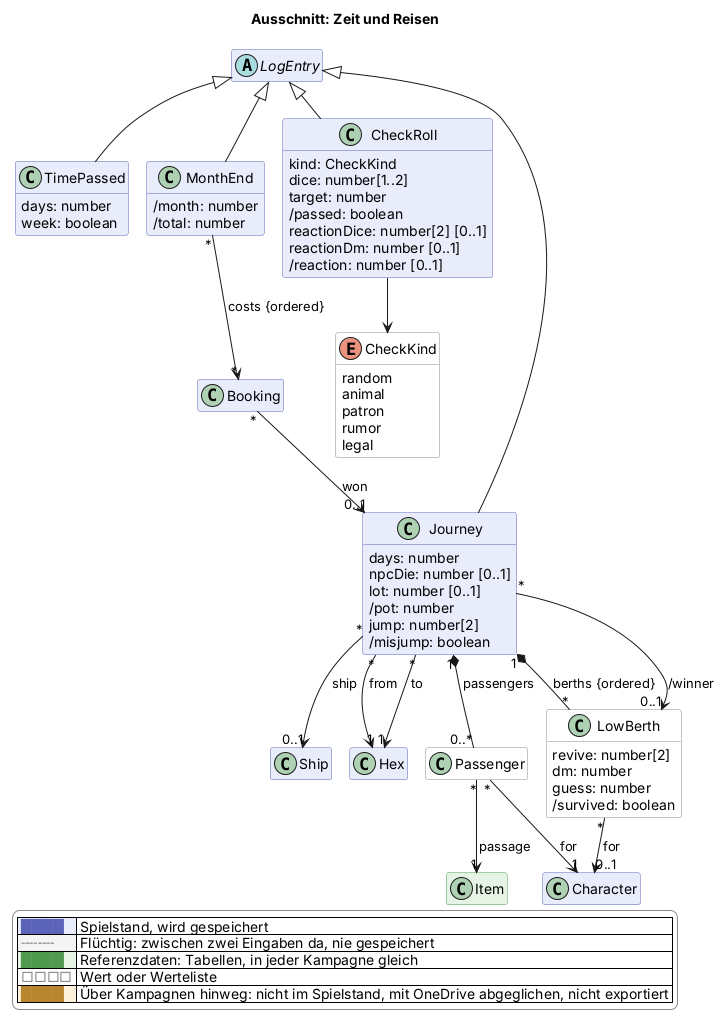 Ausschnitt: Zeit und Reisen
A LogEntry
C TimePassed
days: number
week: boolean
C MonthEnd
/month: number
/total: number
C CheckRoll
kind: CheckKind
dice: number[1..2]
target: number
/passed: boolean
reactionDice: number[2] [0..1]
reactionDm: number [0..1]
/reaction: number [0..1]
*
costs {ordered}
*
E CheckKind
random
animal
patron
rumor
legal
C Booking
*
won
0..1
C Journey
days: number
npcDie: number [0..1]
lot: number [0..1]
/pot: number
jump: number[2]
/misjump: boolean
*
*
*
*
1
1
ship
from
to
passengers
berths {ordered}
/winner
0..1
1
1
0..*
*
0..1
C Ship
C Hex
C Passenger
C LowBerth
revive: number[2]
dm: number
guess: number
/survived: boolean
*
*
*
passage
for
for
1
1
0..1
C Item
C Character
Spielstand, wird gespeichert
-------- Flüchtig: zwischen zwei Eingaben da, nie gespeichert
Referenzdaten: Tabellen, in jeder Kampagne gleich
Wert oder Werteliste
Über Kampagnen hinweg: nicht im Spielstand, mit OneDrive abgeglichen, nicht exportiert